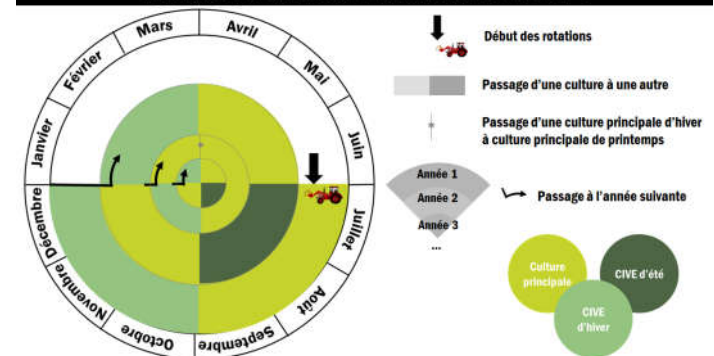 Mars
Avril
Février
Mai
Janvier
Juin
Décembre
Juillet
Novembre
Août
Octobre
Septembre
Début des rotations
Passage d'une culture à une autre
Passage d'une culture principale d'hiver
à culture principale de printemps
Année 1
Année 2
Année 3
...
Passage à l'année suivante
Culture
principale
CIVE d'été
CIVE
d'hiver